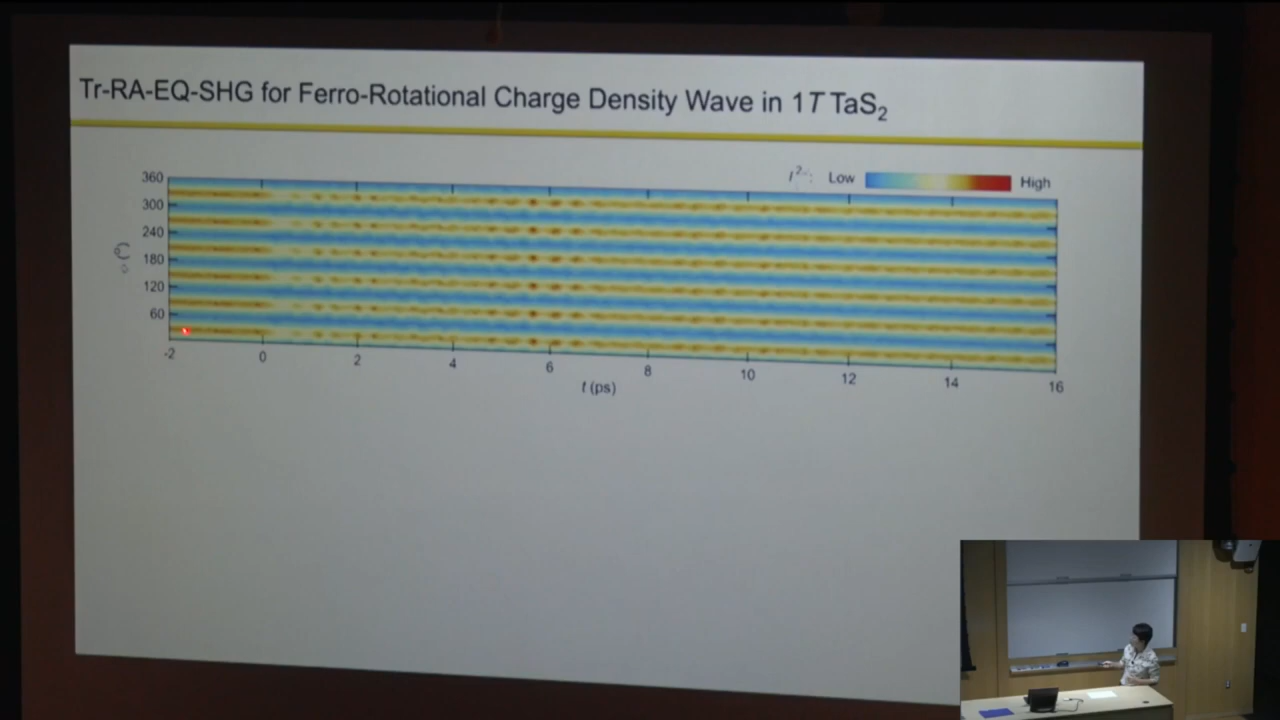 Tr-RA-EQ-SHG for Ferro-Rotational Charge Density Wave in 1T TaS₂
Low High
360
300
240
180
120
60
-2 0 2 4 6 8 10 12 14 16
t (ps)